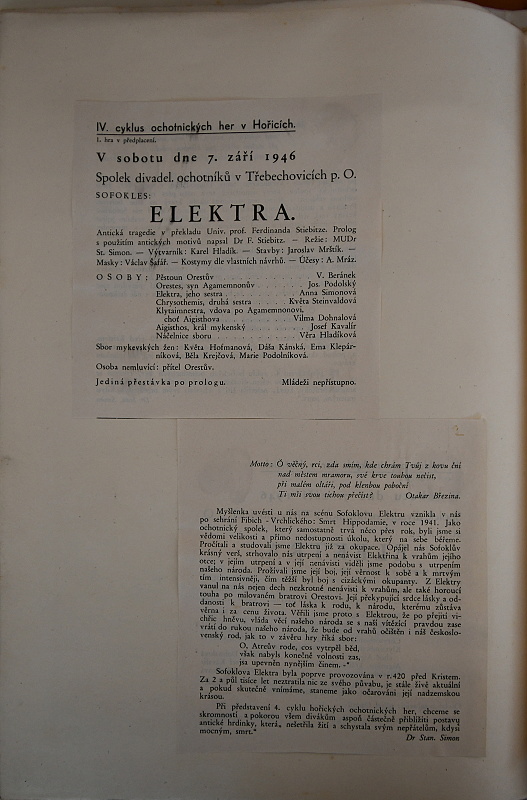 IV. cyklus ochotnických her v Hořicích.
1. hra v předplacení.
V sobotu dne 7. září 1946
Spolek divadel. ochotníků v Třebechovicích p. O.
SOFOKLES:
ELEKTRA.
Antická tragedie v překladu Univ. prof. Ferdinanda Stiebitze. Prolog
s použitím antických motivů napsal Dr F. Stiebitz. — Režie: MUDr
St. Simon. — Výtvarník: Karel Hladík. — Stavby: Jaroslav Mrštík. —
Masky: Václav Šafář. — Kostymy dle vlastních návrhů. — Účesy: A. Mráz.
OSOBY: Pěstoun Orestův . . . . . V. Beránek
Orestes, syn Agamemnonův . . . . . Jos. Podolský
Elektra, jeho sestra . . . . . Anna Simonová
Chrysothemis, druhá sestra . . . . Květa Steinvaldová
Klytaimnestra, vdova po Agamemnonovi,
choť Aigisthova . . . . . Vilma Dohnalová
Aigisthos, král mykenský . . . . . Josef Kavalír
Náčelnice sboru . . . . . Věra Hladíková
Sbor mykevských žen: Květa Hofmanová, Dáša Kánská, Ema Klepár-
níková, Běla Krejčová, Marie Podolníková.
Osoba nemluvící: přítel Orestův.
Jediná přestávka po prologu. Mládeži nepřístupno.
2
Motto: Ó věčný, rci, zda smím, kde chrám Tvůj z kovu ční
nad městem mramoru, své krve touhou nečist,
při malém oltáři, pod klenbou poboční
Ti mši svou tichou přečíst? Otakar Březina.
Myšlenka uvésti u nás na scénu Sofoklovu Elektru vznikla v nás
po sehrání Fibich - Vrchlického: Smrt Hippodamie, v roce 1941. Jako
ochotnický spolek, který samostatně trvá něco přes rok, byli jsme si
vědomi velikosti a přímo nedostupnosti úkolu, který na sebe béřeme.
Pročítali a studovali jsme Elektru již za okupace. Opájel nás Sofoklův
krásný verš, strhovalo nás utrpení a nenávist Elektřina k vrahům jejího
otce; v jejím utrpení a v její nenávisti viděli jsme podobu s utrpením
našeho národa. Prožívali jsme její boj, její věrnost k sobě a k mrtvým
tím intensivněji, čím těžší byl boj s cizáckými okupanty. Z Elektry
vanul na nás nejen dech nezkrotné nenávisti k vrahům, ale také horoucí
touha po milovaném bratrovi Orestovi. Její překypující srdce lásky a od-
danosti k bratrovi — toť láska k rodu, k národu, kterému zůstává
věrna i za cenu života. Věřili jsme proto s Elektrou, že po přejití vi-
chřic hněvu, vláda věcí našeho národa se s naší vítězící pravdou zase
vrátí do rukou našeho národa, že bude od vrahů očištěn i náš českoslo-
venský rod, jak to v závěru hry říká sbor:
O, Atreův rode, cos vytrpěl běd,
však nabyls konečně volnosti zas,
jsa upevněn nynějším činem. -"
Sofoklova Elektra byla poprve provozována v r. 420 před Kristem.
Za 2 a půl tisíce let neztratila nic ze svého půvabu, je stále živě aktuální
a pokud skutečně vnímáme, staneme jako očarováni její nadzemskou
krásou.
Při představení 4. cyklu hořických ochotnických her, chceme se
skromností a pokorou všem divákům aspoň částečně přiblížiti postavu
antické hrdinky, která „nešetřila žití a schystala svým nepřátelům, kdysi
mocným, smrt."
Dr Stan. Simon